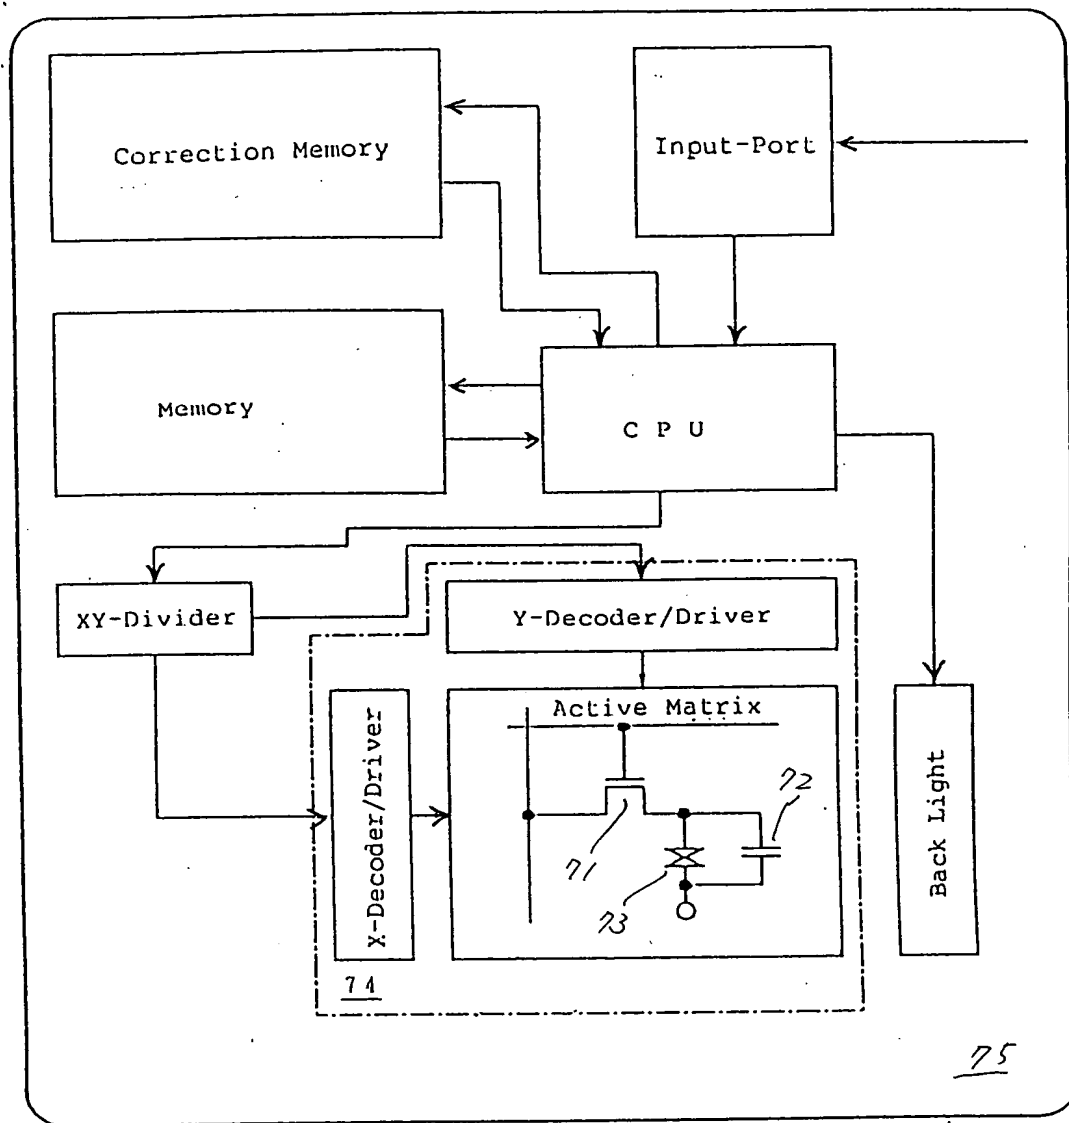 Correction Memory
Input-Port
Memory
C P U
XY-Divider
Y-Decoder/Driver
X-Decoder/Driver
Active Matrix
72
71
73
Back Light
74
75